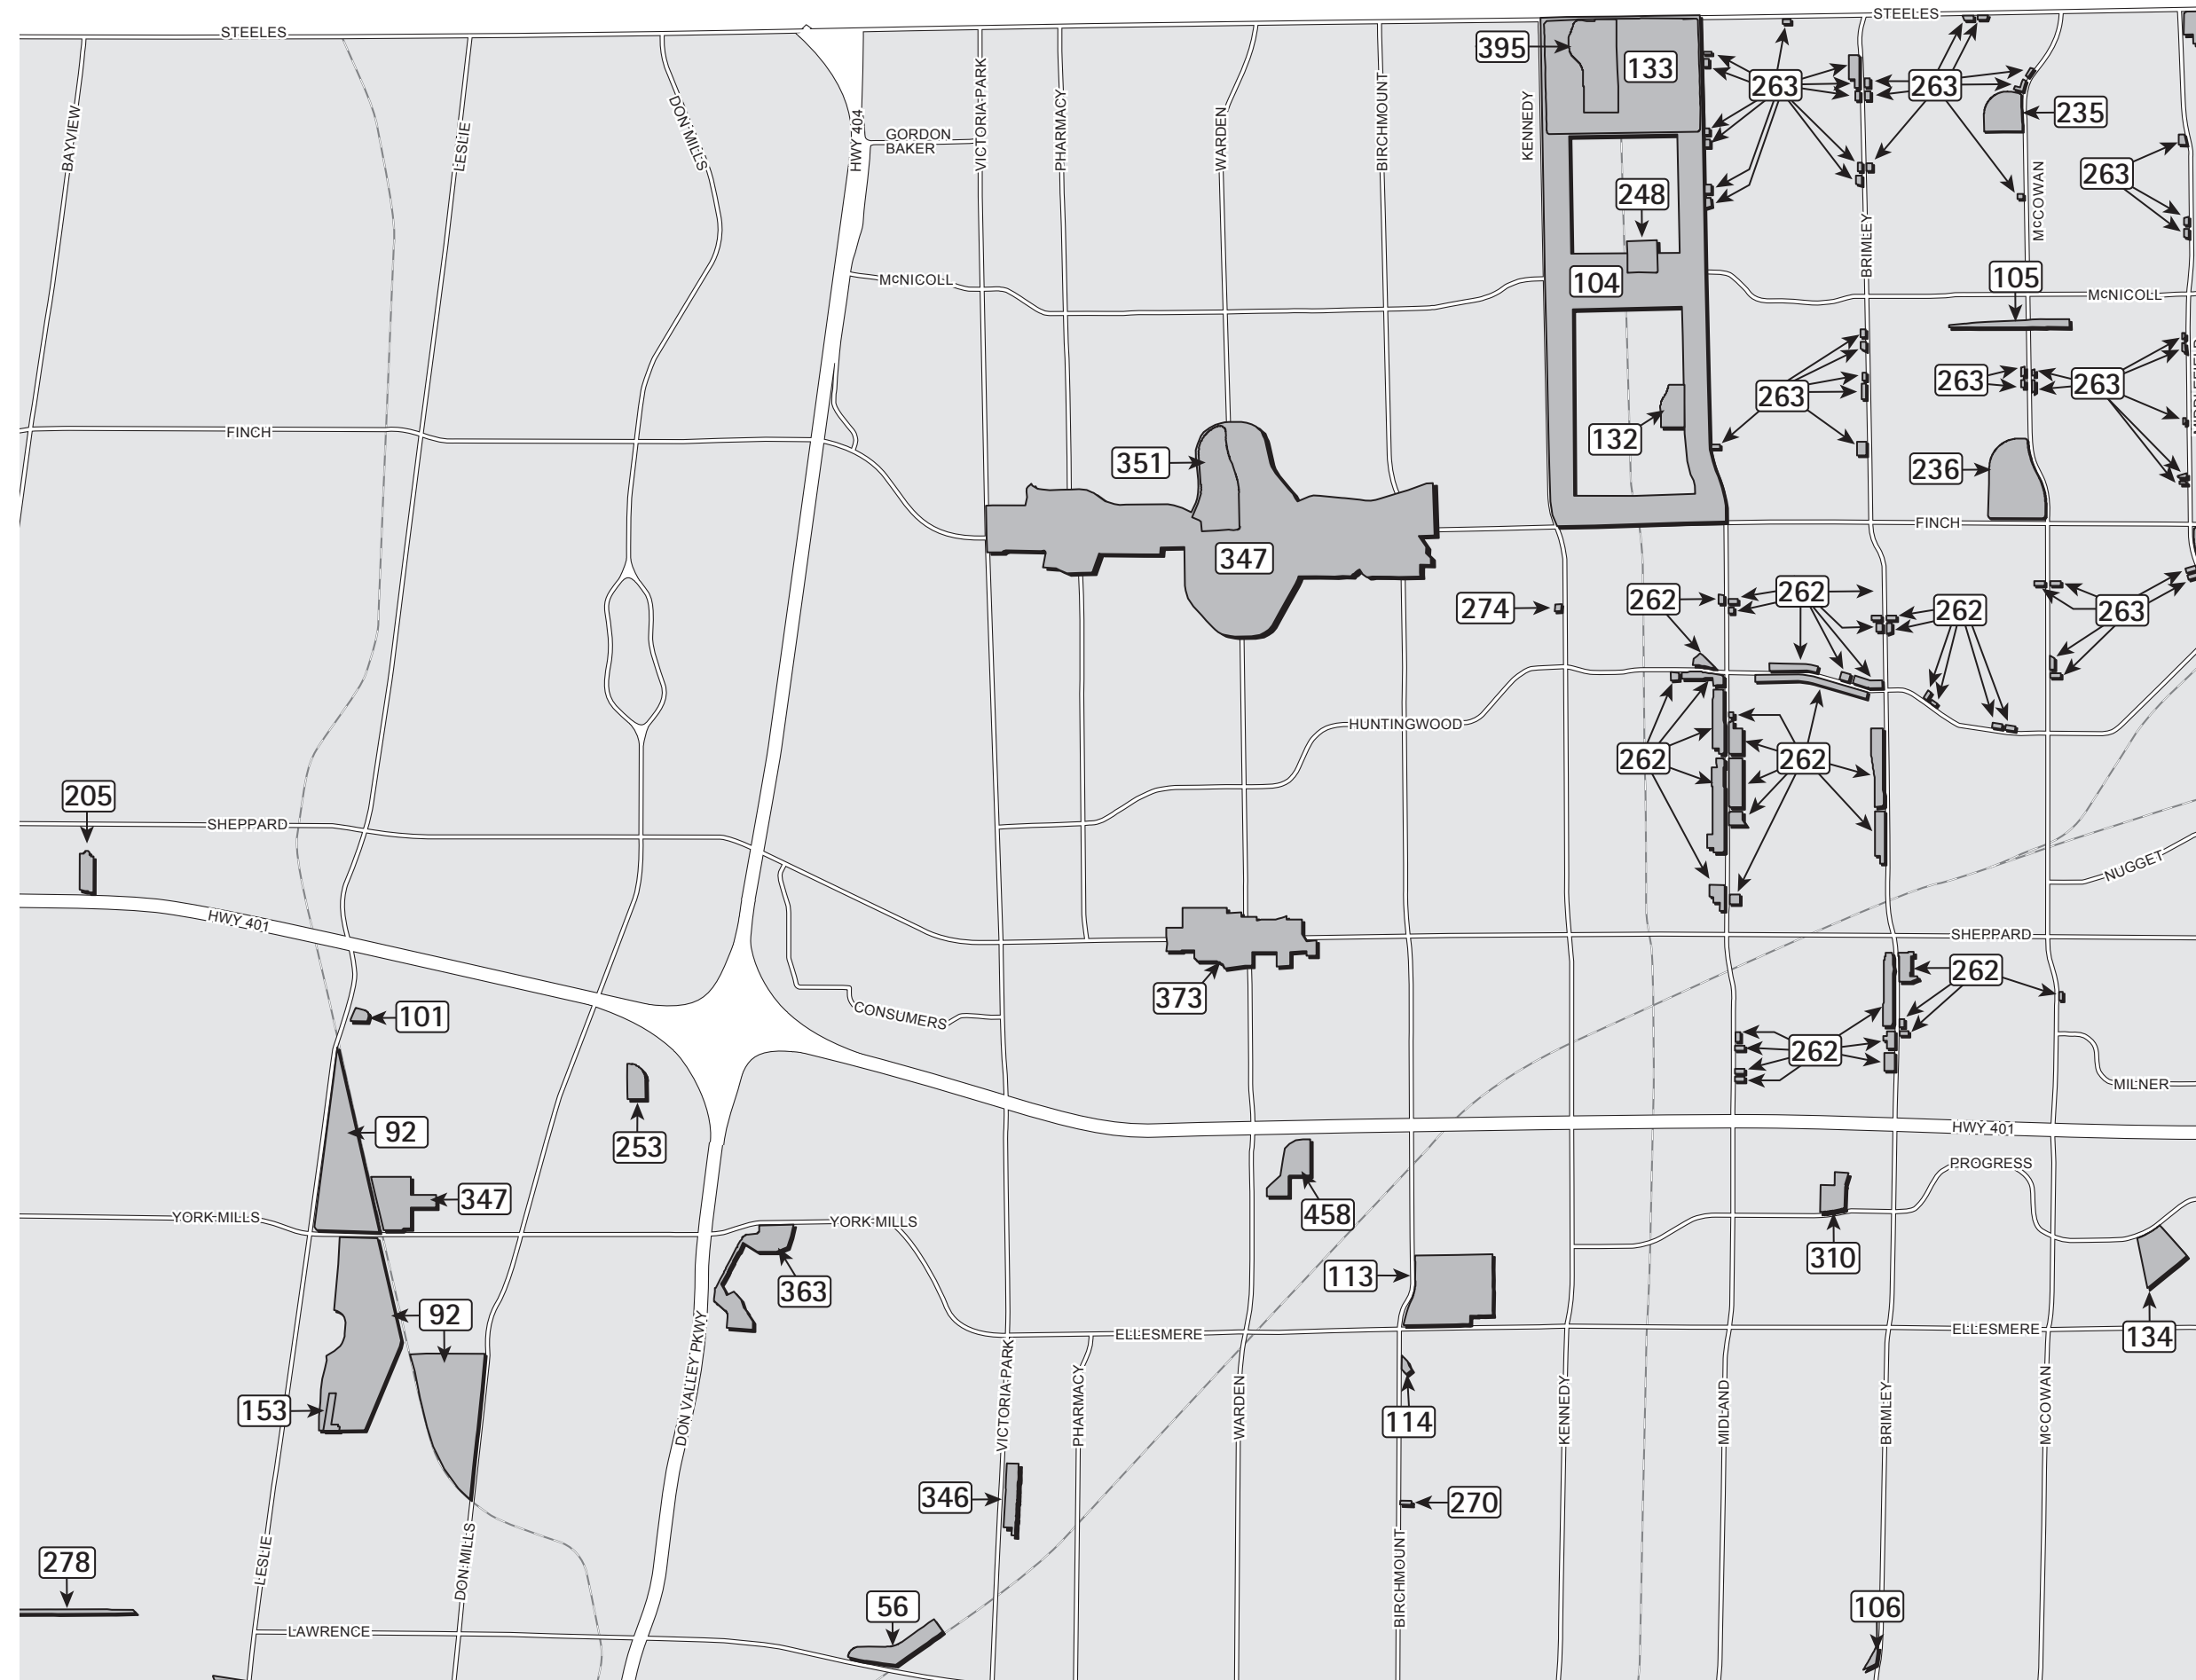 STEELES
STEELES
395
133
263
263
BAYVIEW
LESLIE
DON MILLS
HWY 404
GORDON
BAKER
VICTORIA PARK
PHARMACY
WARDEN
BIRCHMOUNT
KENNEDY
235
263
248
McCOWAN
BRIMLEY
McNICOLL
104
105
McNICOLL
263
263
263
FINCH
351
132
236
347
FINCH
274
262
262
262
263
HUNTINGWOOD
262
262
205
SHEPPARD
NUGGET
HWY 401
SHEPPARD
373
262
101
CONSUMERS
262
MILNER
92
253
HWY 401
PROGRESS
347
458
YORK MILLS
YORK MILLS
310
363
113
92
134
ELLESMERE
ELLESMERE
153
DON VALLEY PKWY
VICTORIA PARK
PHARMACY
WARDEN
114
KENNEDY
MIDLAND
BRIMLEY
McCOWAN
346
270
LESLIE
DON MILLS
BIRCHMOUNT
278
56
106
LAWRENCE